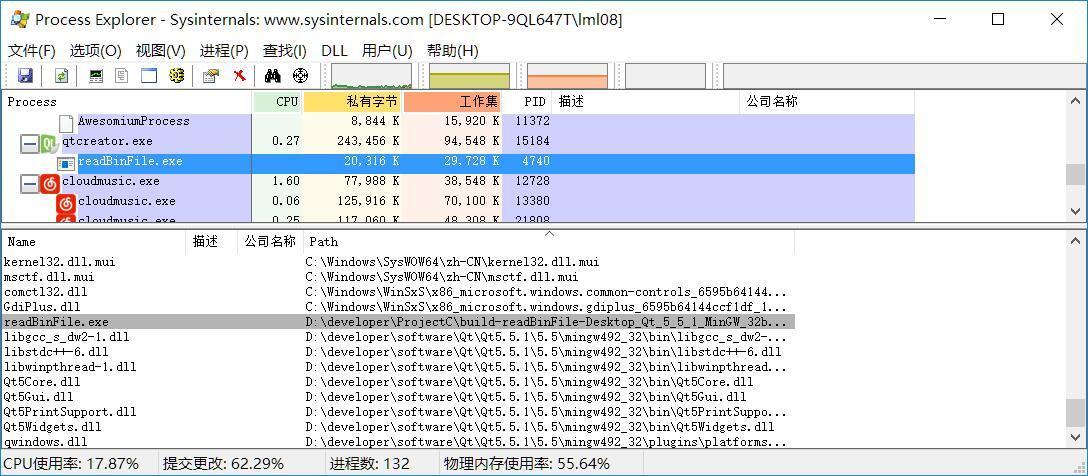 Process Explorer - Sysinternals: www.sysinternals.com [DESKTOP-9QL647T\lml08]
文件(F) 选项(O) 视图(V) 进程(P) 查找(I) DLL 用户(U) 帮助(H)
Process CPU 私有字节 工作集 PID 描述 公司名称
AwesomiumProcess 8,844 K 15,920 K 11372
qtcreator.exe 0.27 243,456 K 94,548 K 15184
readBinFile.exe 20,316 K 29,728 K 4740
cloudmusic.exe 1.60 77,988 K 38,548 K 12728
cloudmusic.exe 0.06 125,916 K 70,100 K 13380
cloudmusic.exe 0.25 117,060 K 48,308 K 21808
Name 描述 公司名称 Path
kernel32.dll.mui C:\Windows\SysWOW64\zh-CN\kernel32.dll.mui
msctf.dll.mui C:\Windows\SysWOW64\zh-CN\msctf.dll.mui
comctl32.dll C:\Windows\WinSxS\x86_microsoft.windows.common-controls_6595b64144...
GdiPlus.dll C:\Windows\WinSxS\x86_microsoft.windows.gdiplus_6595b64144ccf1df_1...
readBinFile.exe D:\developer\ProjectC\build-readBinFile-Desktop_Qt_5_5_1_MinGW_32b...
libgcc_s_dw2-1.dll D:\developer\software\Qt\Qt5.5.1\5.5\mingw492_32\bin\libgcc_s_dw2-...
libstdc++-6.dll D:\developer\software\Qt\Qt5.5.1\5.5\mingw492_32\bin\libstdc++-6.dll
libwinpthread-1.dll D:\developer\software\Qt\Qt5.5.1\5.5\mingw492_32\bin\libwinpthread...
Qt5Core.dll D:\developer\software\Qt\Qt5.5.1\5.5\mingw492_32\bin\Qt5Core.dll
Qt5Gui.dll D:\developer\software\Qt\Qt5.5.1\5.5\mingw492_32\bin\Qt5Gui.dll
Qt5PrintSupport.dll D:\developer\software\Qt\Qt5.5.1\5.5\mingw492_32\bin\Qt5PrintSuppo...
Qt5Widgets.dll D:\developer\software\Qt\Qt5.5.1\5.5\mingw492_32\bin\Qt5Widgets.dll
qwindows.dll D:\developer\software\Qt\Qt5.5.1\5.5\mingw492_32\plugins\platforms...
CPU使用率: 17.87% 提交更改: 62.29% 进程数: 132 物理内存使用率: 55.64%